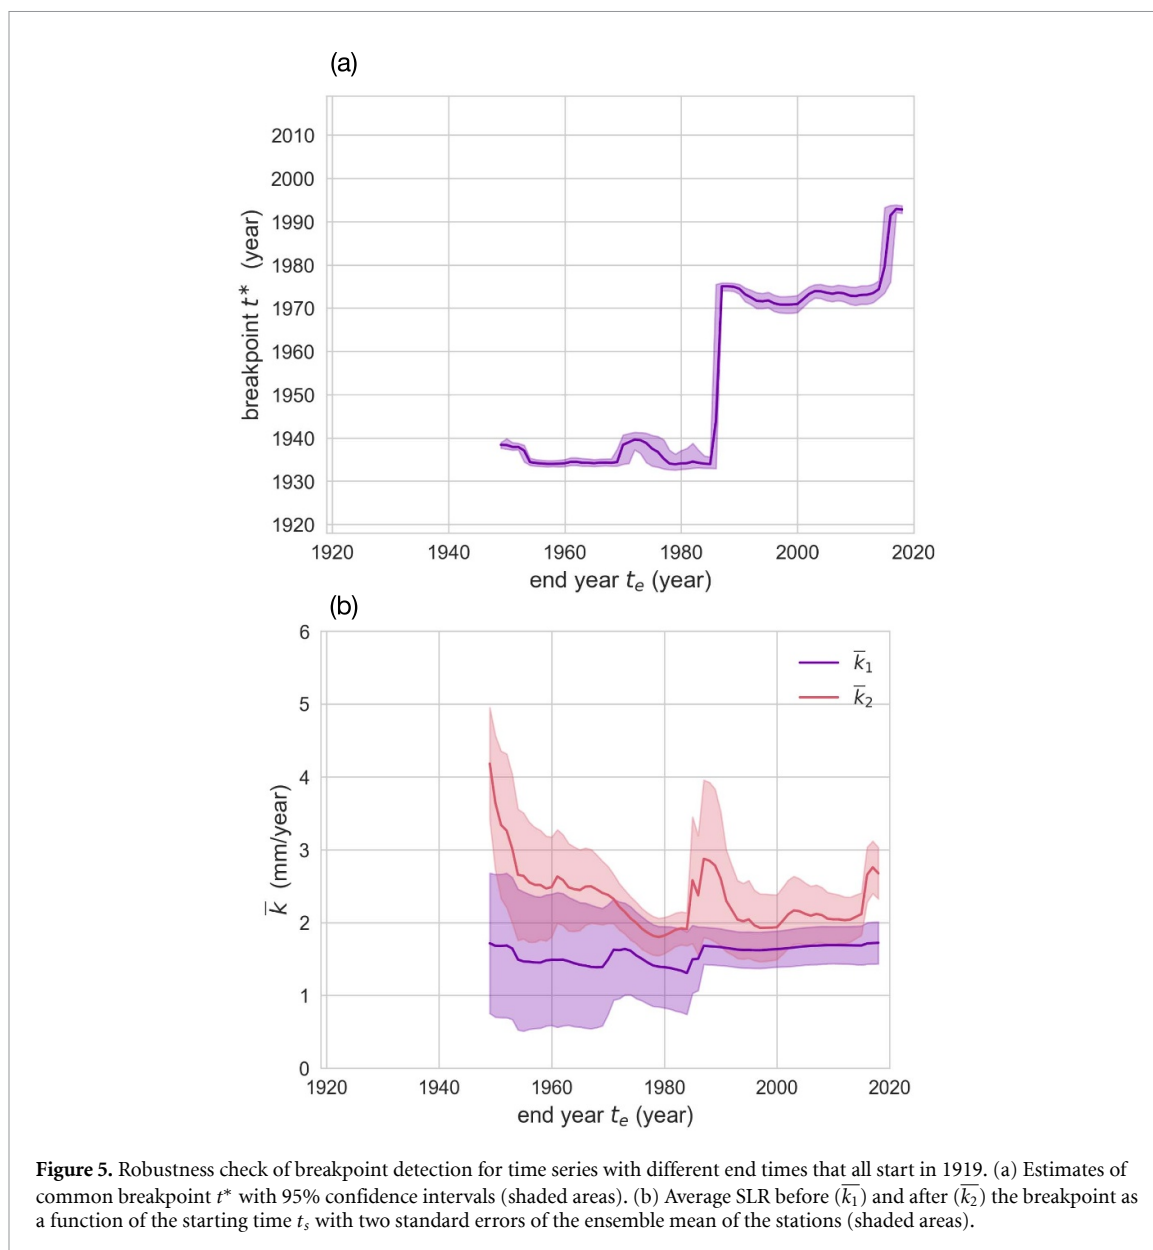 (a)
2010
2000
1990
1980
1970
1960
1950
1940
1930
1920
breakpoint t* (year)
1920 1940 1960 1980 2000 2020
end year tₑ (year)
(b)
6
5
4
3
2
1
0
k̅ (mm/year)
k̅₁
k̅₂
1920 1940 1960 1980 2000 2020
end year tₑ (year)
Figure 5. Robustness check of breakpoint detection for time series with different end times that all start in 1919. (a) Estimates of
common breakpoint t* with 95% confidence intervals (shaded areas). (b) Average SLR before (k̅₁) and after (k̅₂) the breakpoint as
a function of the starting time tₛ with two standard errors of the ensemble mean of the stations (shaded areas).